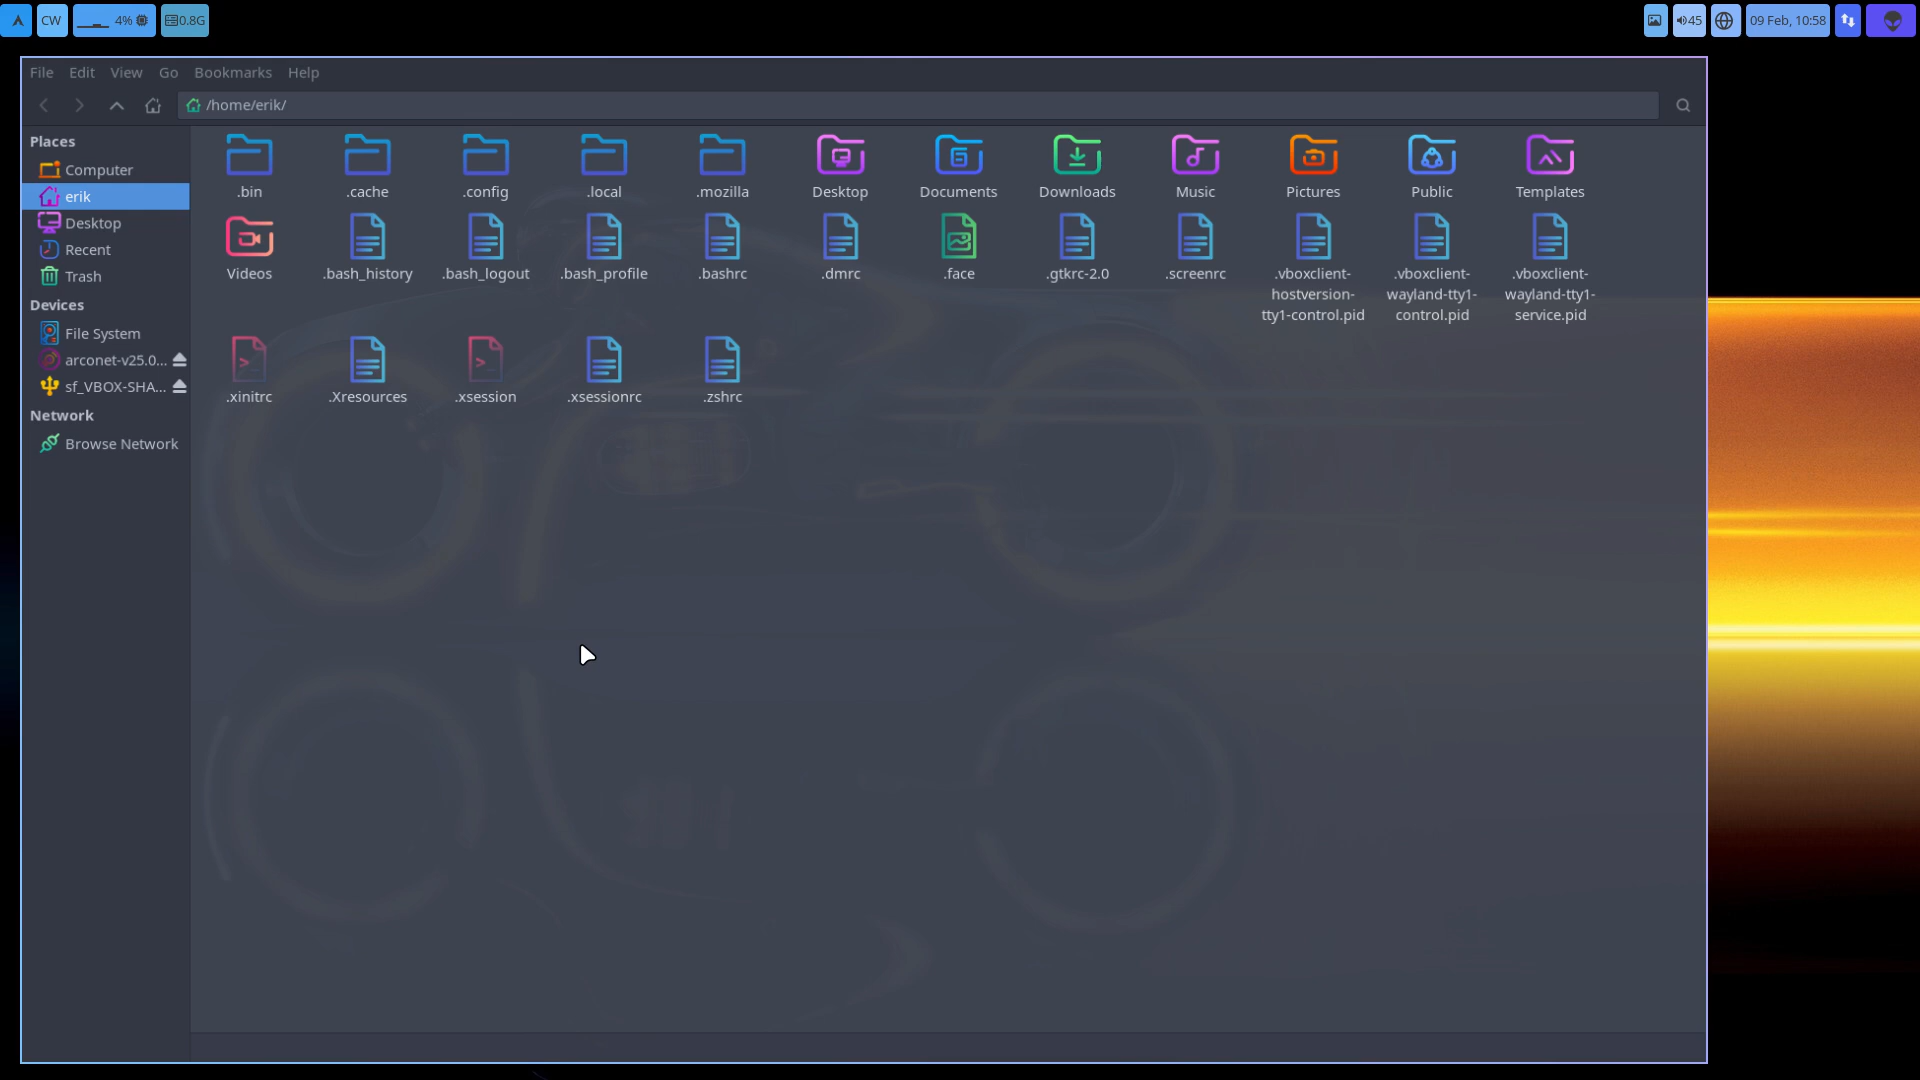 CW
4%
0.8G
45
09 Feb, 10:58
File Edit View Go Bookmarks Help
/home/erik/
Places
Computer
erik
Desktop
Recent
Trash
Devices
File System
arconet-v25.0...
sf_VBOX-SHA...
Network
Browse Network
.bin .cache .config .local .mozilla Desktop Documents Downloads Music Pictures Public Templates
Videos .bash_history .bash_logout .bash_profile .bashrc .dmrc .face .gtkrc-2.0 .screenrc .vboxclient- .vboxclient- .vboxclient-
hostversion- wayland-tty1- wayland-tty1-
tty1-control.pid control.pid service.pid
.xinitrc .Xresources .xsession .xsessionrc .zshrc